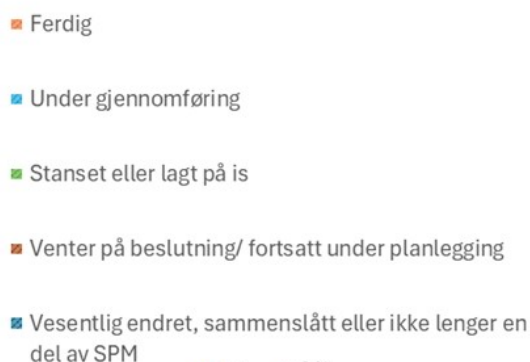 Ferdig
Under gjennomføring
Stanset eller lagt på is
Venter på beslutning/ fortsatt under planlegging
Vesentlig endret, sammenslått eller ikke lenger en
del av SPM